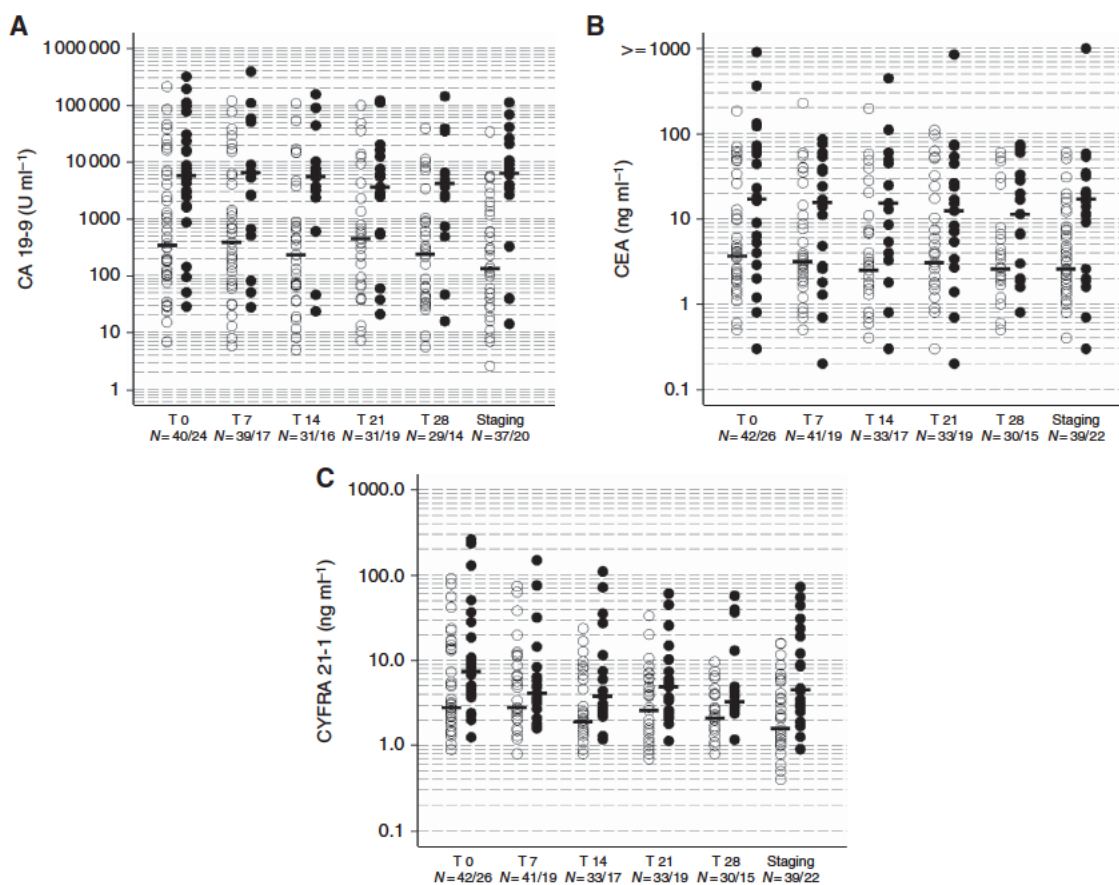 A
CA 19-9 (U ml⁻¹)
1 000 000
100 000
10 000
1000
100
10
1
T 0 T 7 T 14 T 21 T 28 Staging
N= 40/24 N= 39/17 N= 31/16 N= 31/19 N= 29/14 N= 37/20
B
CEA (ng ml⁻¹)
>= 1000
100
10
1
0.1
T 0 T 7 T 14 T 21 T 28 Staging
N= 42/26 N= 41/19 N= 33/17 N= 33/19 N= 30/15 N= 39/22
C
CYFRA 21-1 (ng ml⁻¹)
1000.0
100.0
10.0
1.0
0.1
T 0 T 7 T 14 T 21 T 28 Staging
N= 42/26 N= 41/19 N= 33/17 N= 33/19 N= 30/15 N= 39/22